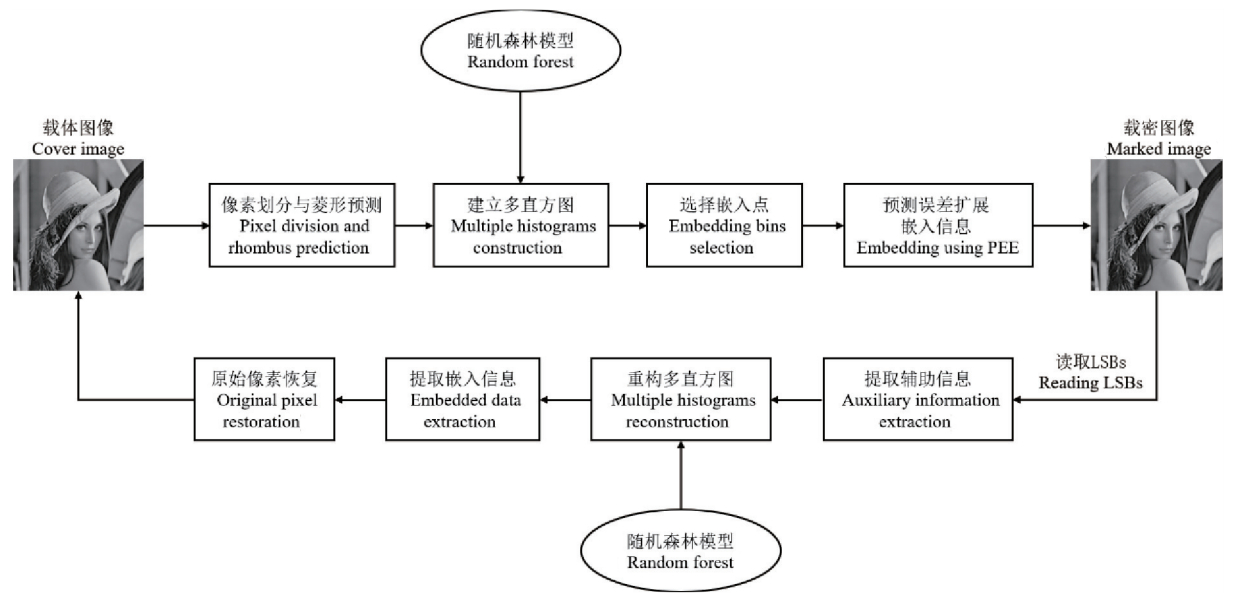 随机森林模型
Random forest
载体图像
Cover image
载密图像
Marked image
像素划分与菱形预测
Pixel division and
rhombus prediction
建立多直方图
Multiple histograms
construction
选择嵌入点
Embedding bins
selection
预测误差扩展
嵌入信息
Embedding using PEE
原始像素恢复
Original pixel
restoration
提取嵌入信息
Embedded data
extraction
重构多直方图
Multiple histograms
reconstruction
提取辅助信息
Auxiliary information
extraction
读取LSBs
Reading LSBs
随机森林模型
Random forest